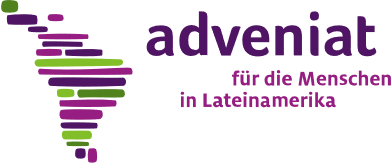 adveniat
für die Menschen
in Lateinamerika